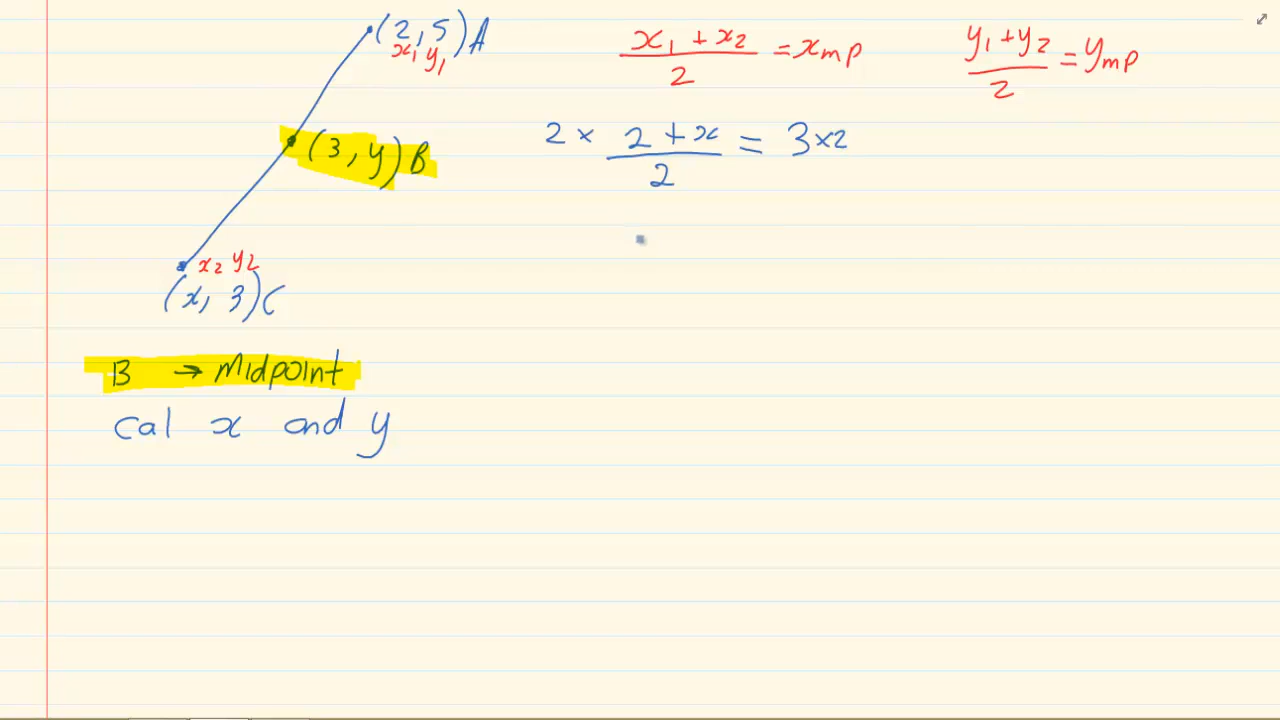 (2, 5) A
x₁ y₁
(x₁ + x₂)/2 = xmp
(y₁ + y₂)/2 = ymp
(3, y) B
2 × (2 + x)/2 = 3 × 2
x₂ y₂
(x, 3) C
B → Midpoint
cal x and y